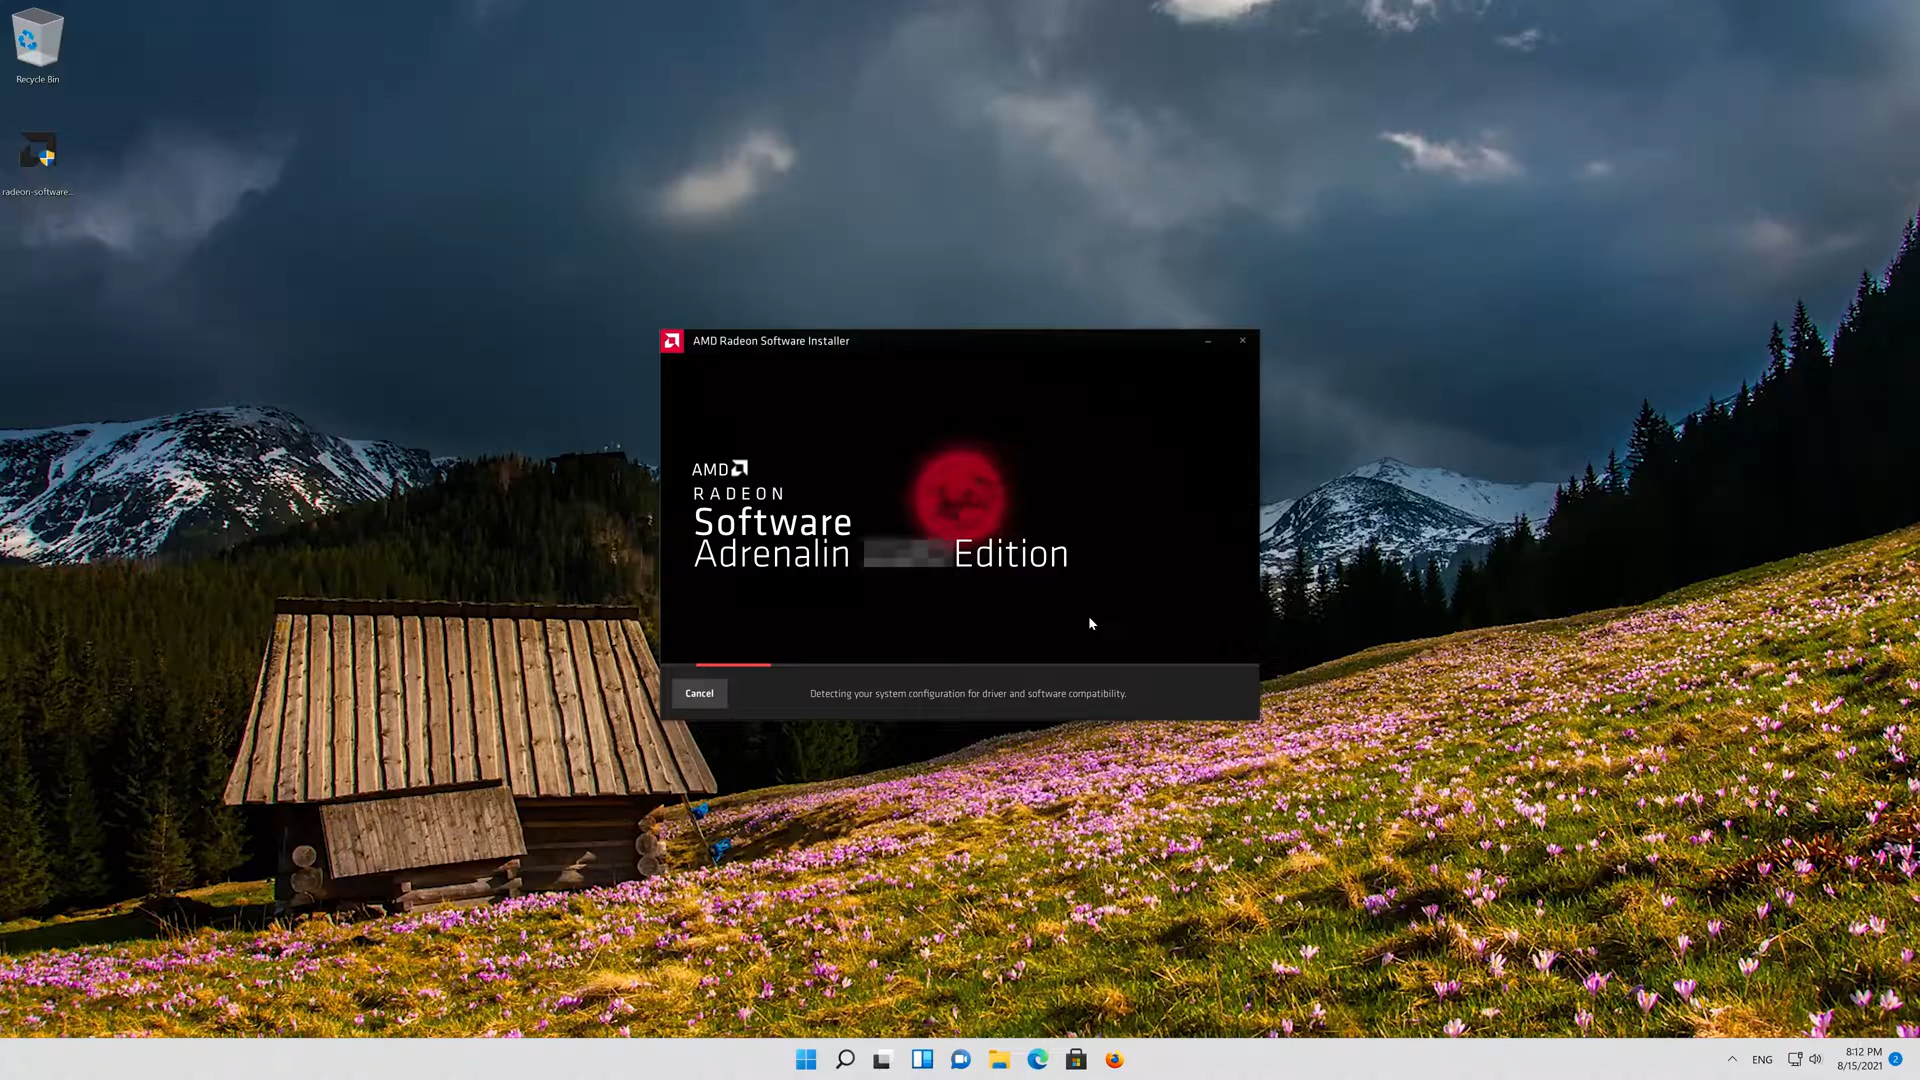 Recycle Bin
radeon-software...
AMD Radeon Software Installer
AMD
RADEON
Software
Adrenalin Edition
Cancel
Detecting your system configuration for driver and software compatibility.
ENG
8:12 PM
8/15/2021
2